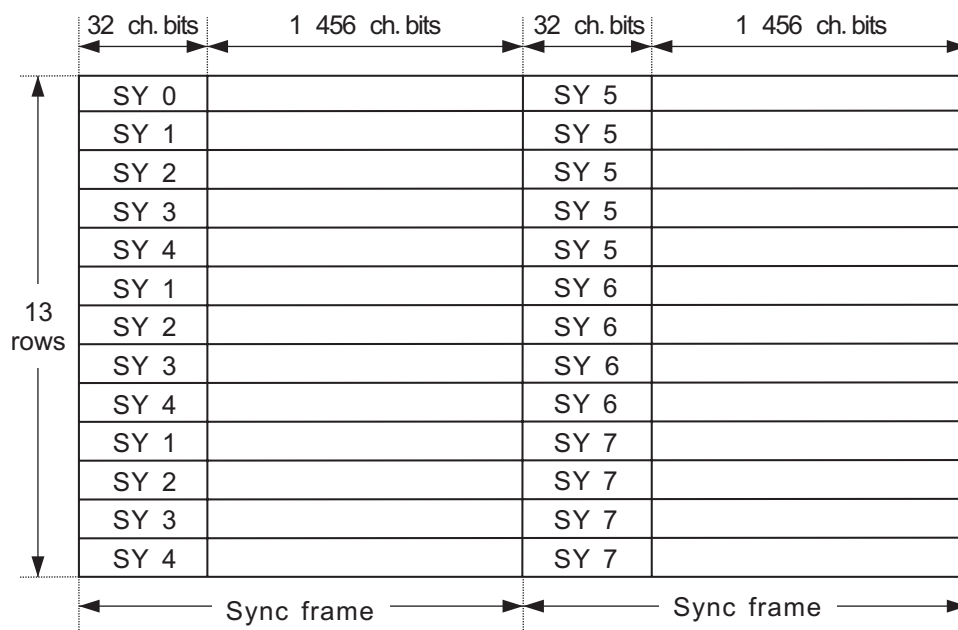 32 ch. bits 1 456 ch. bits 32 ch. bits 1 456 ch. bits
SY 0 SY 5
SY 1 SY 5
SY 2 SY 5
SY 3 SY 5
SY 4 SY 5
SY 1 SY 6
13
rows
SY 2 SY 6
SY 3 SY 6
SY 4 SY 6
SY 1 SY 7
SY 2 SY 7
SY 3 SY 7
SY 4 SY 7
Sync frame Sync frame